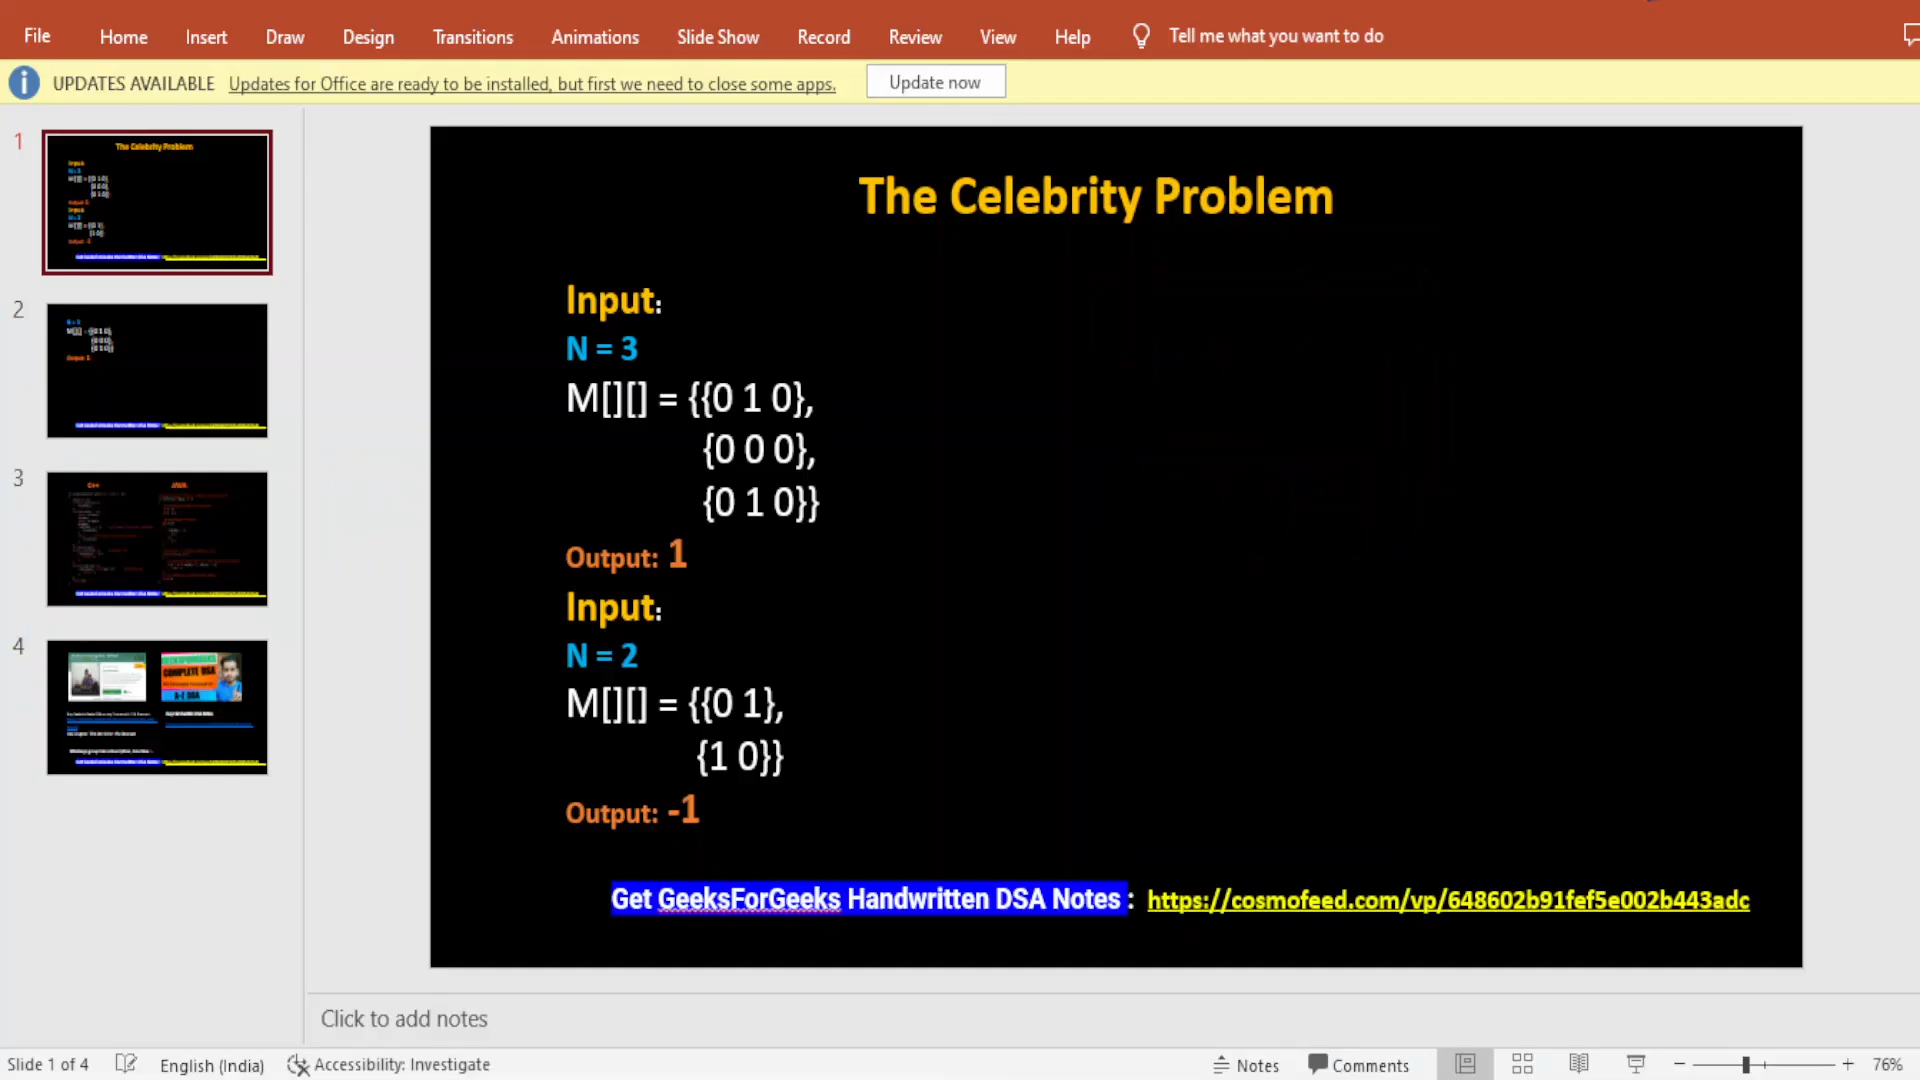 File Home Insert Draw Design Transitions Animations Slide Show Record Review View Help Tell me what you want to do
UPDATES AVAILABLE Updates for Office are ready to be installed, but first we need to close some apps. Update now
1
2
3
4
The Celebrity Problem
Input:
N = 3
M[][] = {{0 1 0},
{0 0 0},
{0 1 0}}
Output: 1
Input:
N = 2
M[][] = {{0 1},
{1 0}}
Output: -1
Get GeeksForGeeks Handwritten DSA Notes : https://cosmofeed.com/vp/648602b91fef5e002b443adc
Click to add notes
Slide 1 of 4 English (India) Accessibility: Investigate Notes Comments 76%